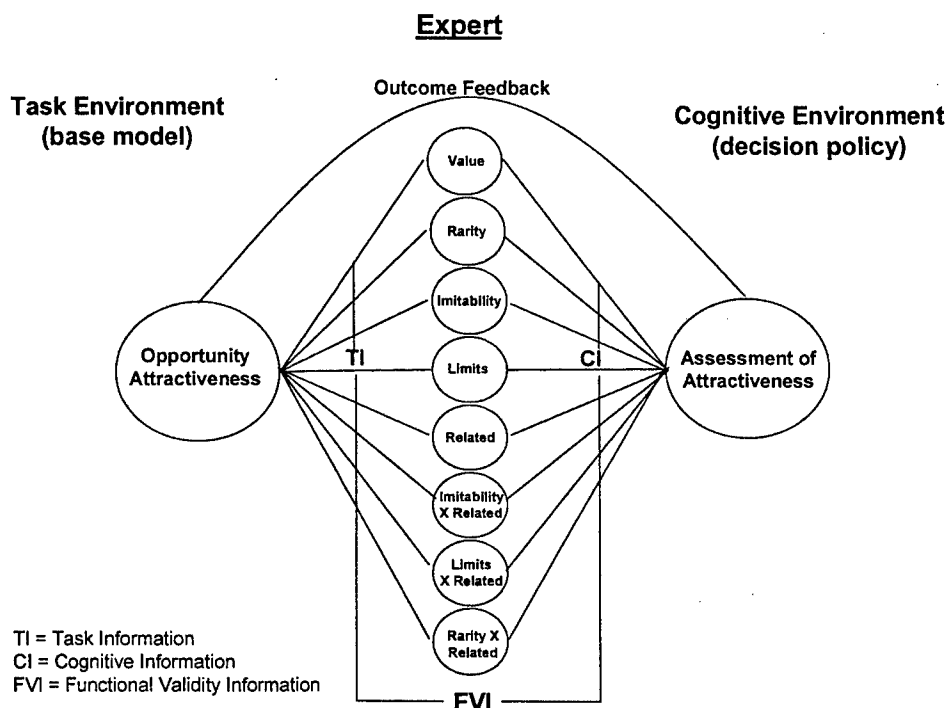 Expert
Outcome Feedback
Task Environment
(base model)
Cognitive Environment
(decision policy)
Value
Rarity
Imitability
TI
CI
Opportunity
Attractiveness
Limits
Assessment of
Attractiveness
Related
Imitability
X Related
Limits
X Related
Rarity X
Related
TI = Task Information
CI = Cognitive Information
FVI = Functional Validity Information
FVI